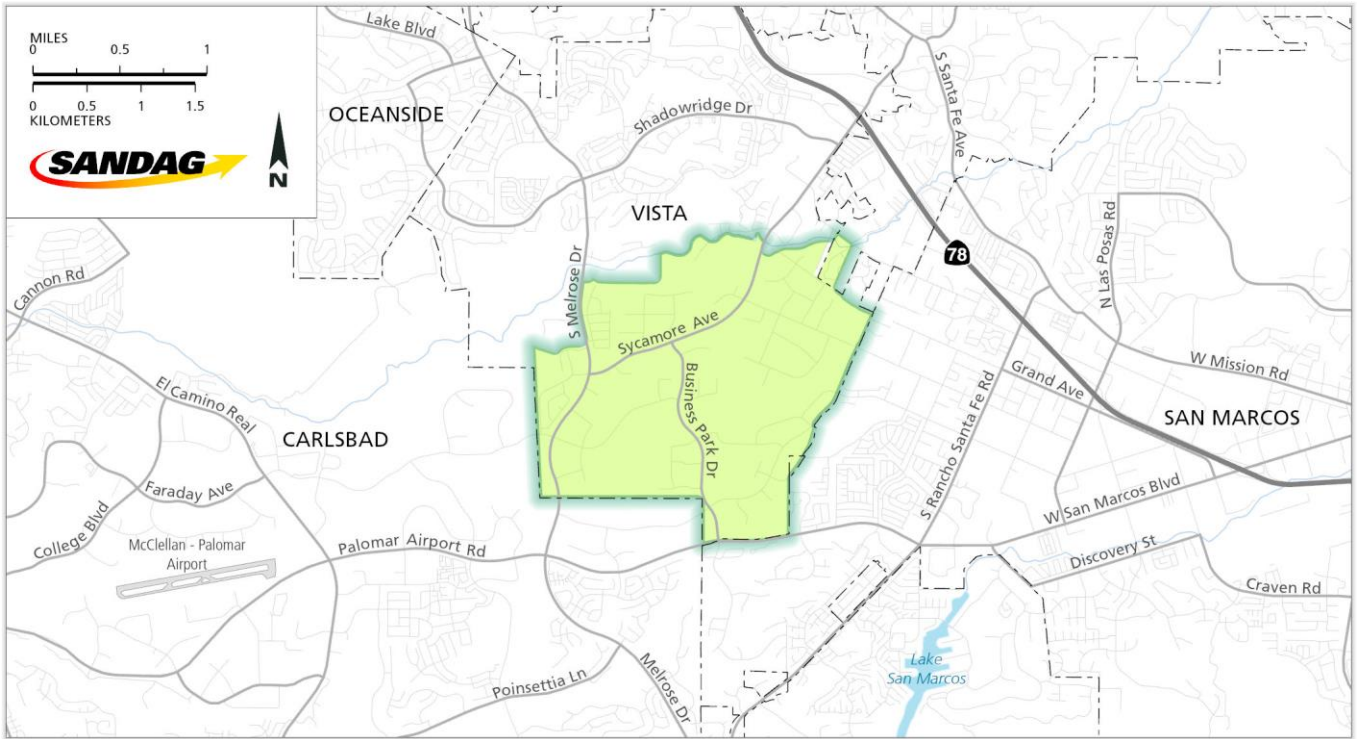 MILES
0 0.5 1
0 0.5 1 1.5
KILOMETERS
SANDAG
N
Lake Blvd
OCEANSIDE
Shadowridge Dr
S Santa Fe Ave
VISTA
78
N Las Posas Rd
Cannon Rd
S Melrose Dr
Sycamore Ave
Business Park Dr
W Mission Rd
Grand Ave
El Camino Real
CARLSBAD
SAN MARCOS
S Rancho Santa Fe Rd
Faraday Ave
College Blvd
W San Marcos Blvd
McClellan - Palomar
Airport
Palomar Airport Rd
Discovery St
Craven Rd
Lake
San Marcos
Poinsettia Ln
Melrose Dr